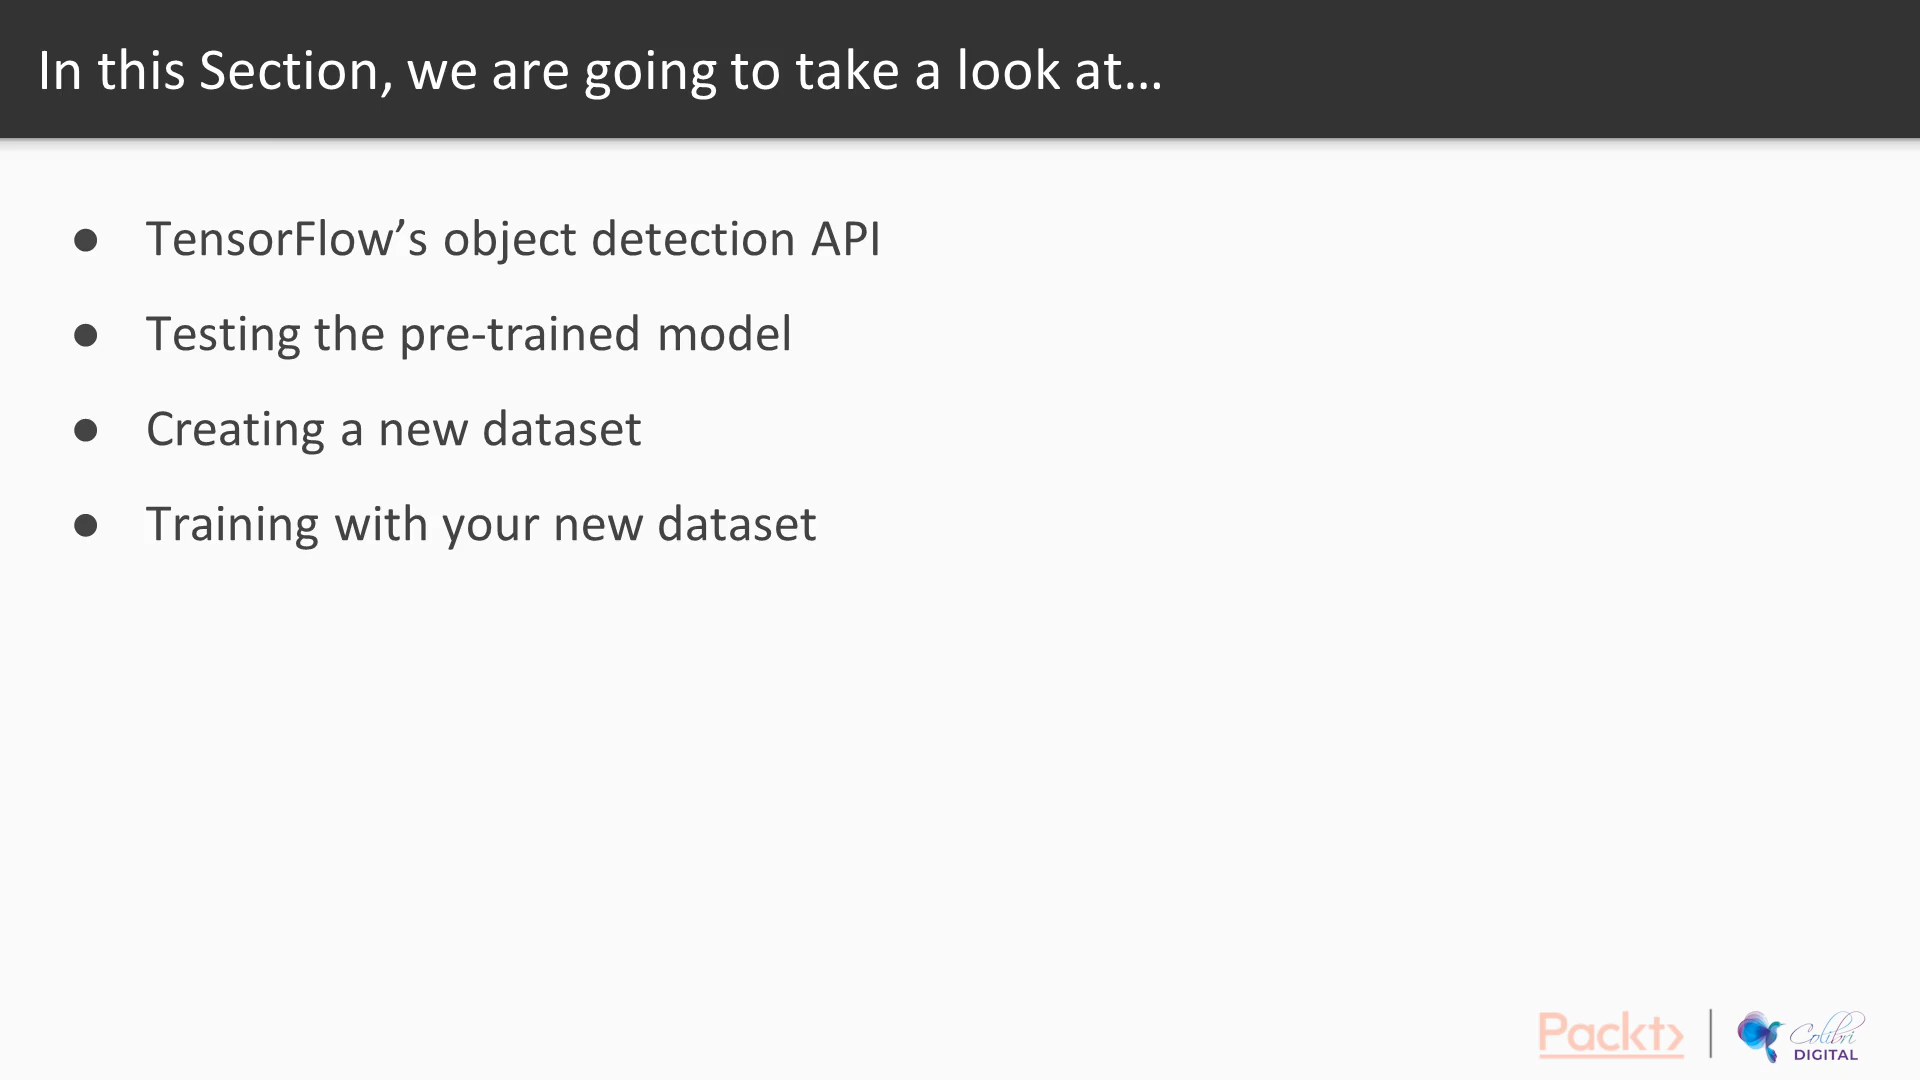 In this Section, we are going to take a look at…
● TensorFlow’s object detection API
● Testing the pre-trained model
● Creating a new dataset
● Training with your new dataset
Packt>
Colibri
DIGITAL